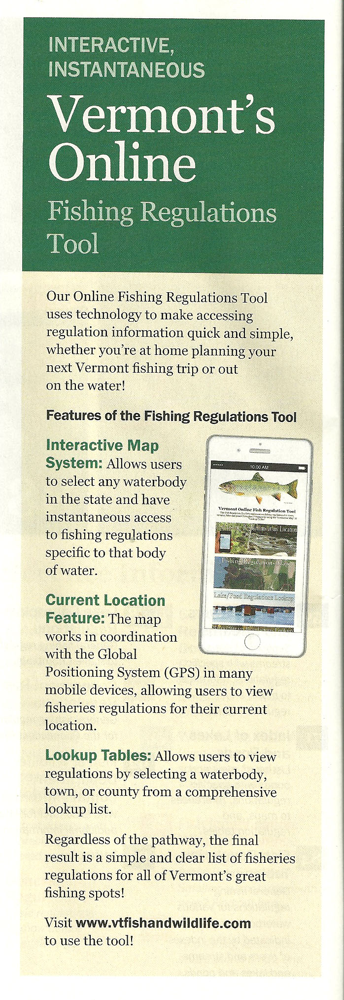 INTERACTIVE,
INSTANTANEOUS
Vermont's
Online
Fishing Regulations
Tool
Our Online Fishing Regulations Tool
uses technology to make accessing
regulation information quick and simple,
whether you're at home planning your
next Vermont fishing trip or out
on the water!
Features of the Fishing Regulations Tool
Interactive Map
System: Allows users
to select any waterbody
in the state and have
instantaneous access
to fishing regulations
specific to that body
of water.
Current Location
Feature: The map
works in coordination
with the Global
Positioning System (GPS) in many
mobile devices, allowing users to view
fisheries regulations for their current
location.
Lookup Tables: Allows users to view
regulations by selecting a waterbody,
town, or county from a comprehensive
lookup list.
Regardless of the pathway, the final
result is a simple and clear list of fisheries
regulations for all of Vermont's great
fishing spots!
Visit www.vtfishandwildlife.com
to use the tool!
10:00 AM
Vermont Online Fish Regulation Tool
Regulations at my Location
Fishing Regulations Map
Lake/Pond Regulations Lookup